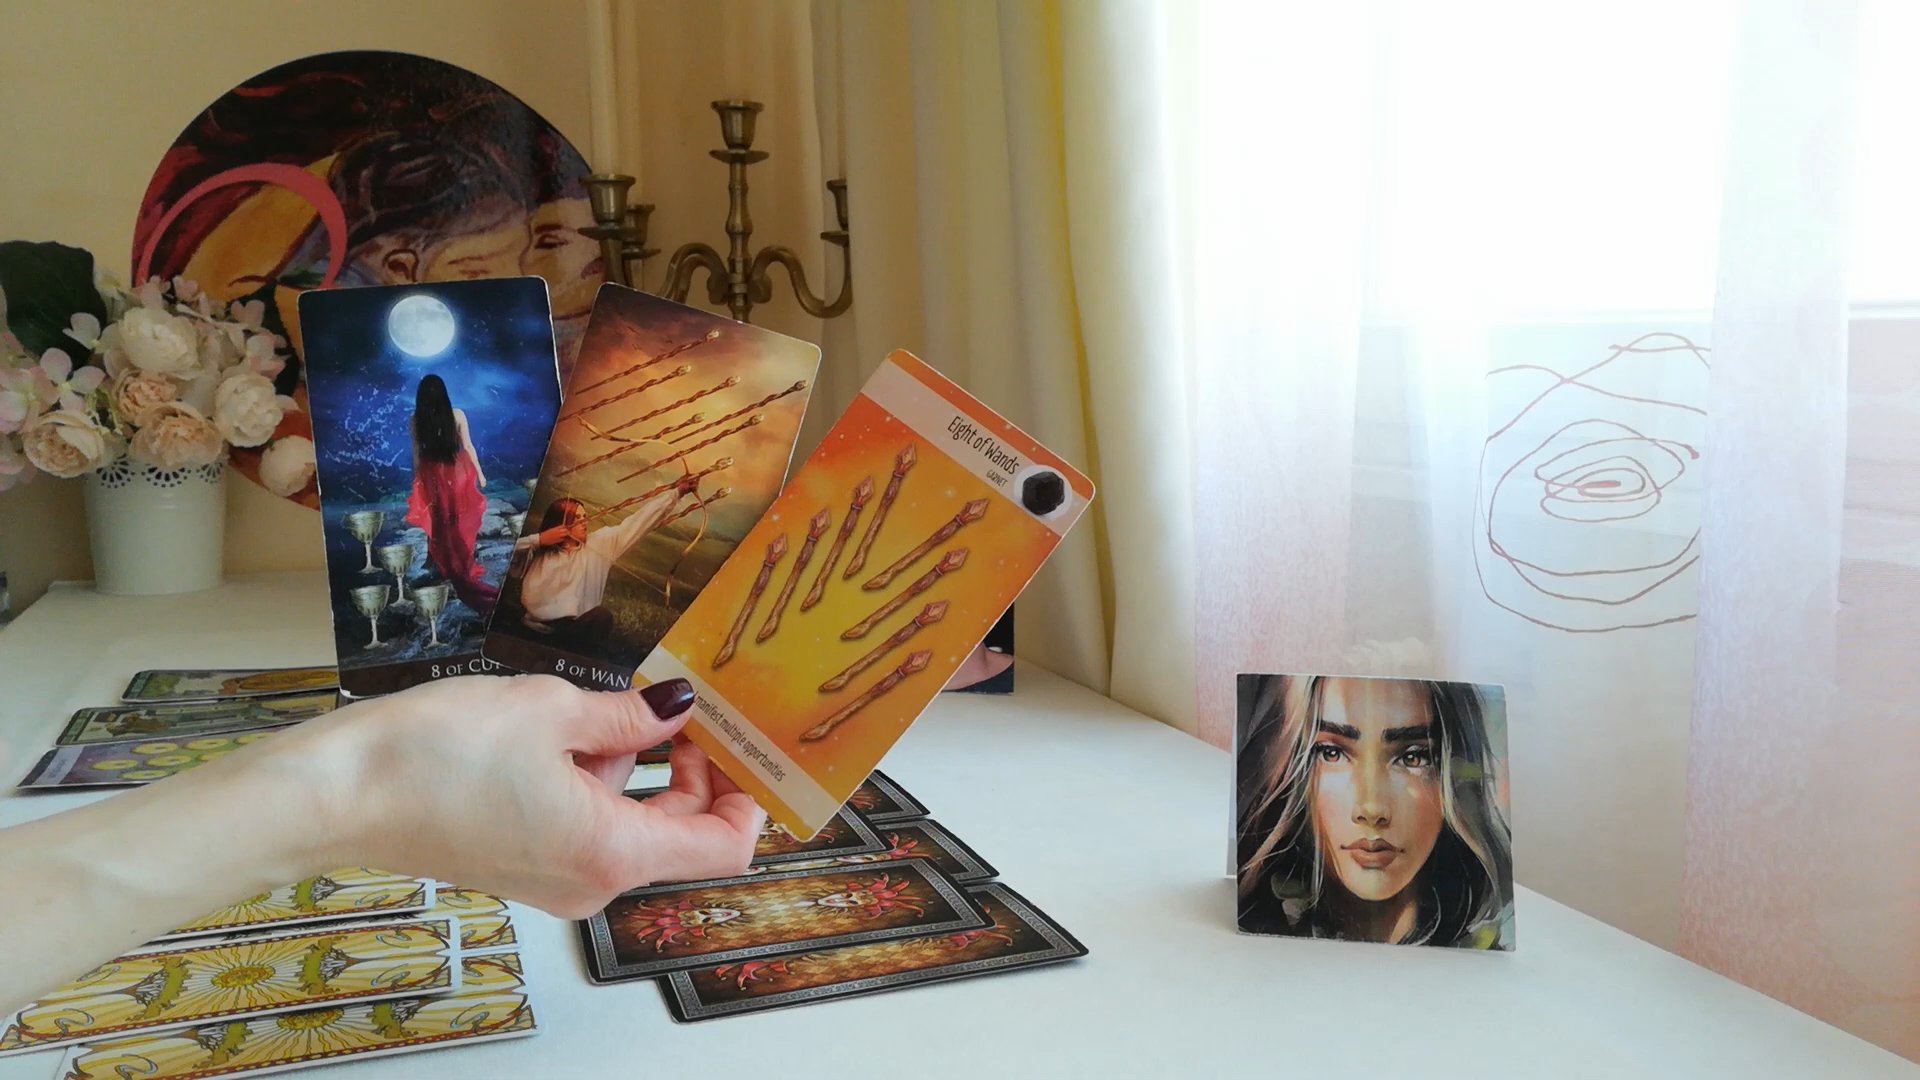 8 OF CU
8 OF WAN
Eight of Wands
GARNET
manifest multiple opportunities